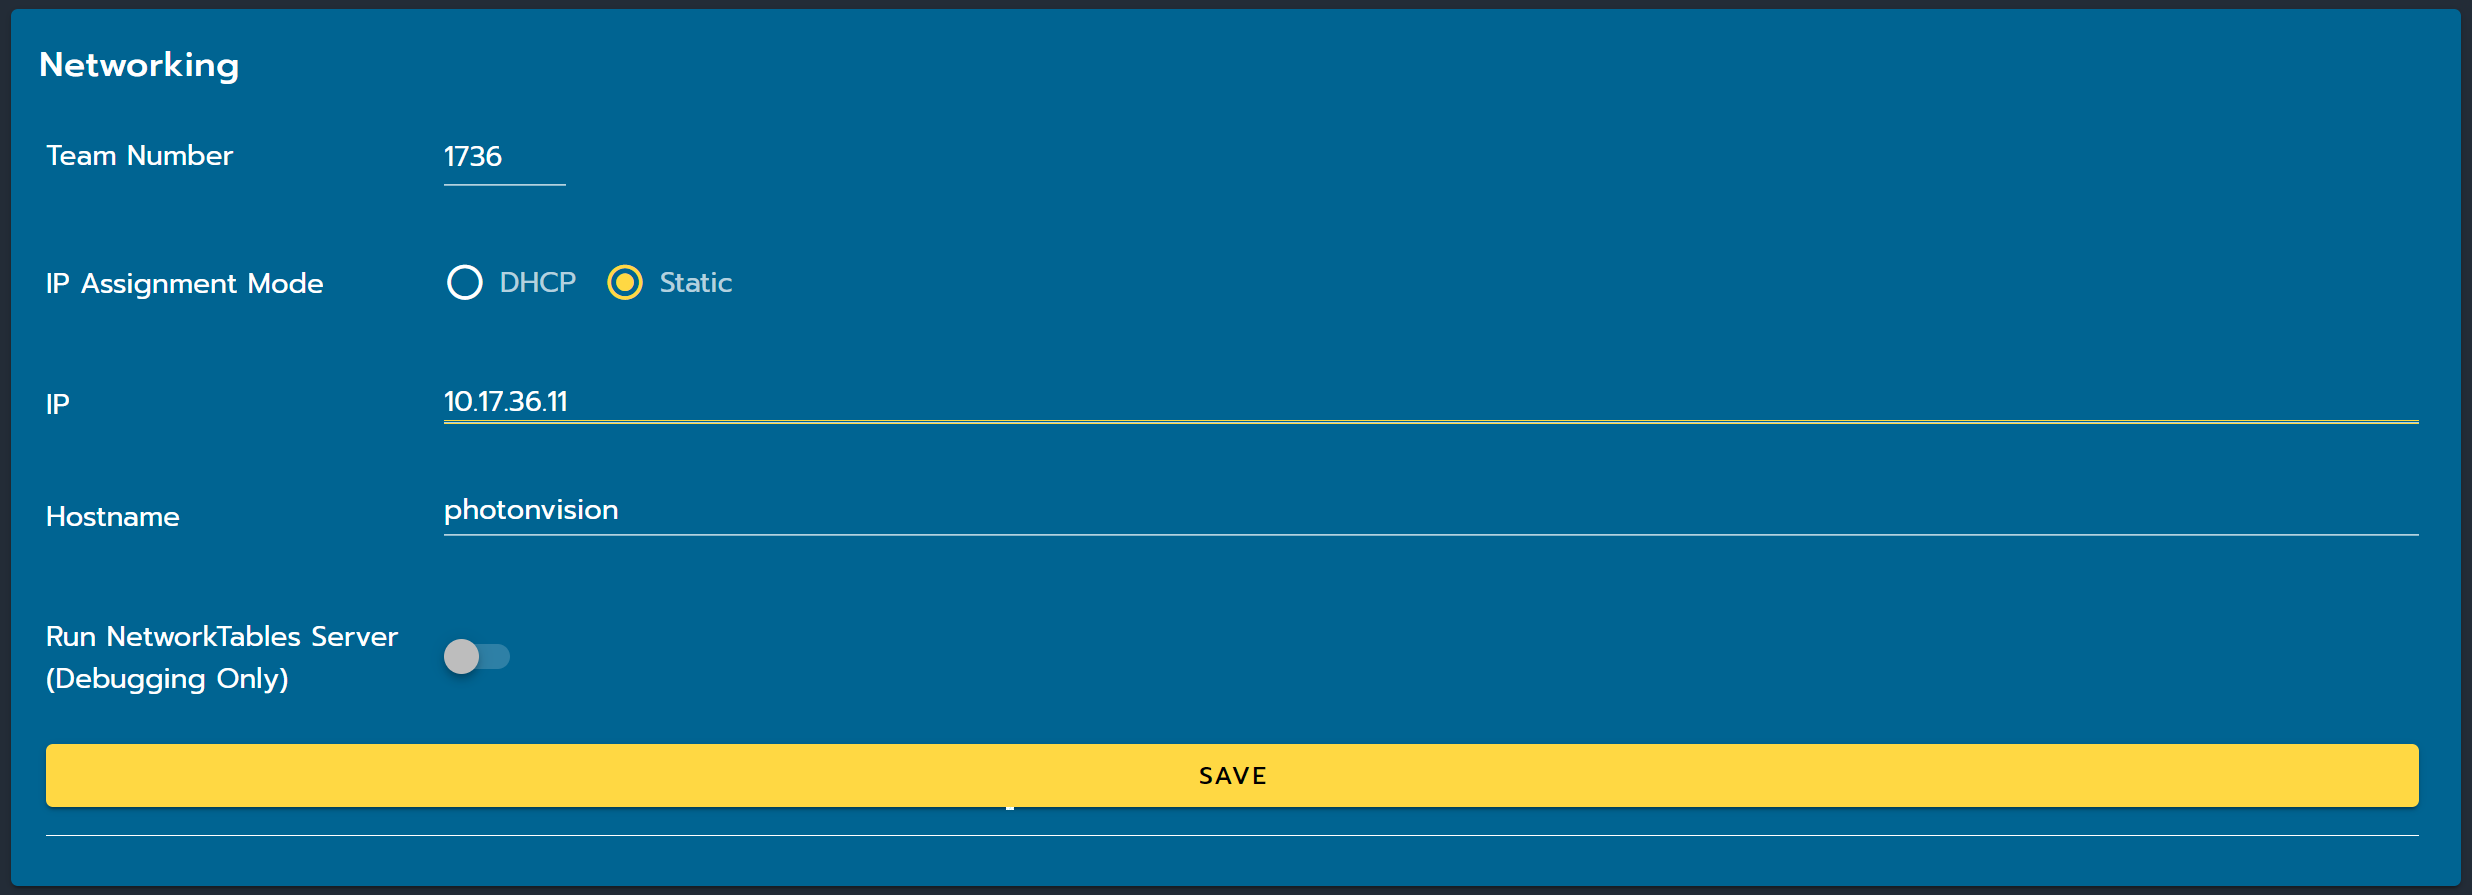 Networking
Team Number 1736
IP Assignment Mode DHCP Static
IP 10.17.36.11
Hostname photonvision
Run NetworkTables Server
(Debugging Only)
SAVE